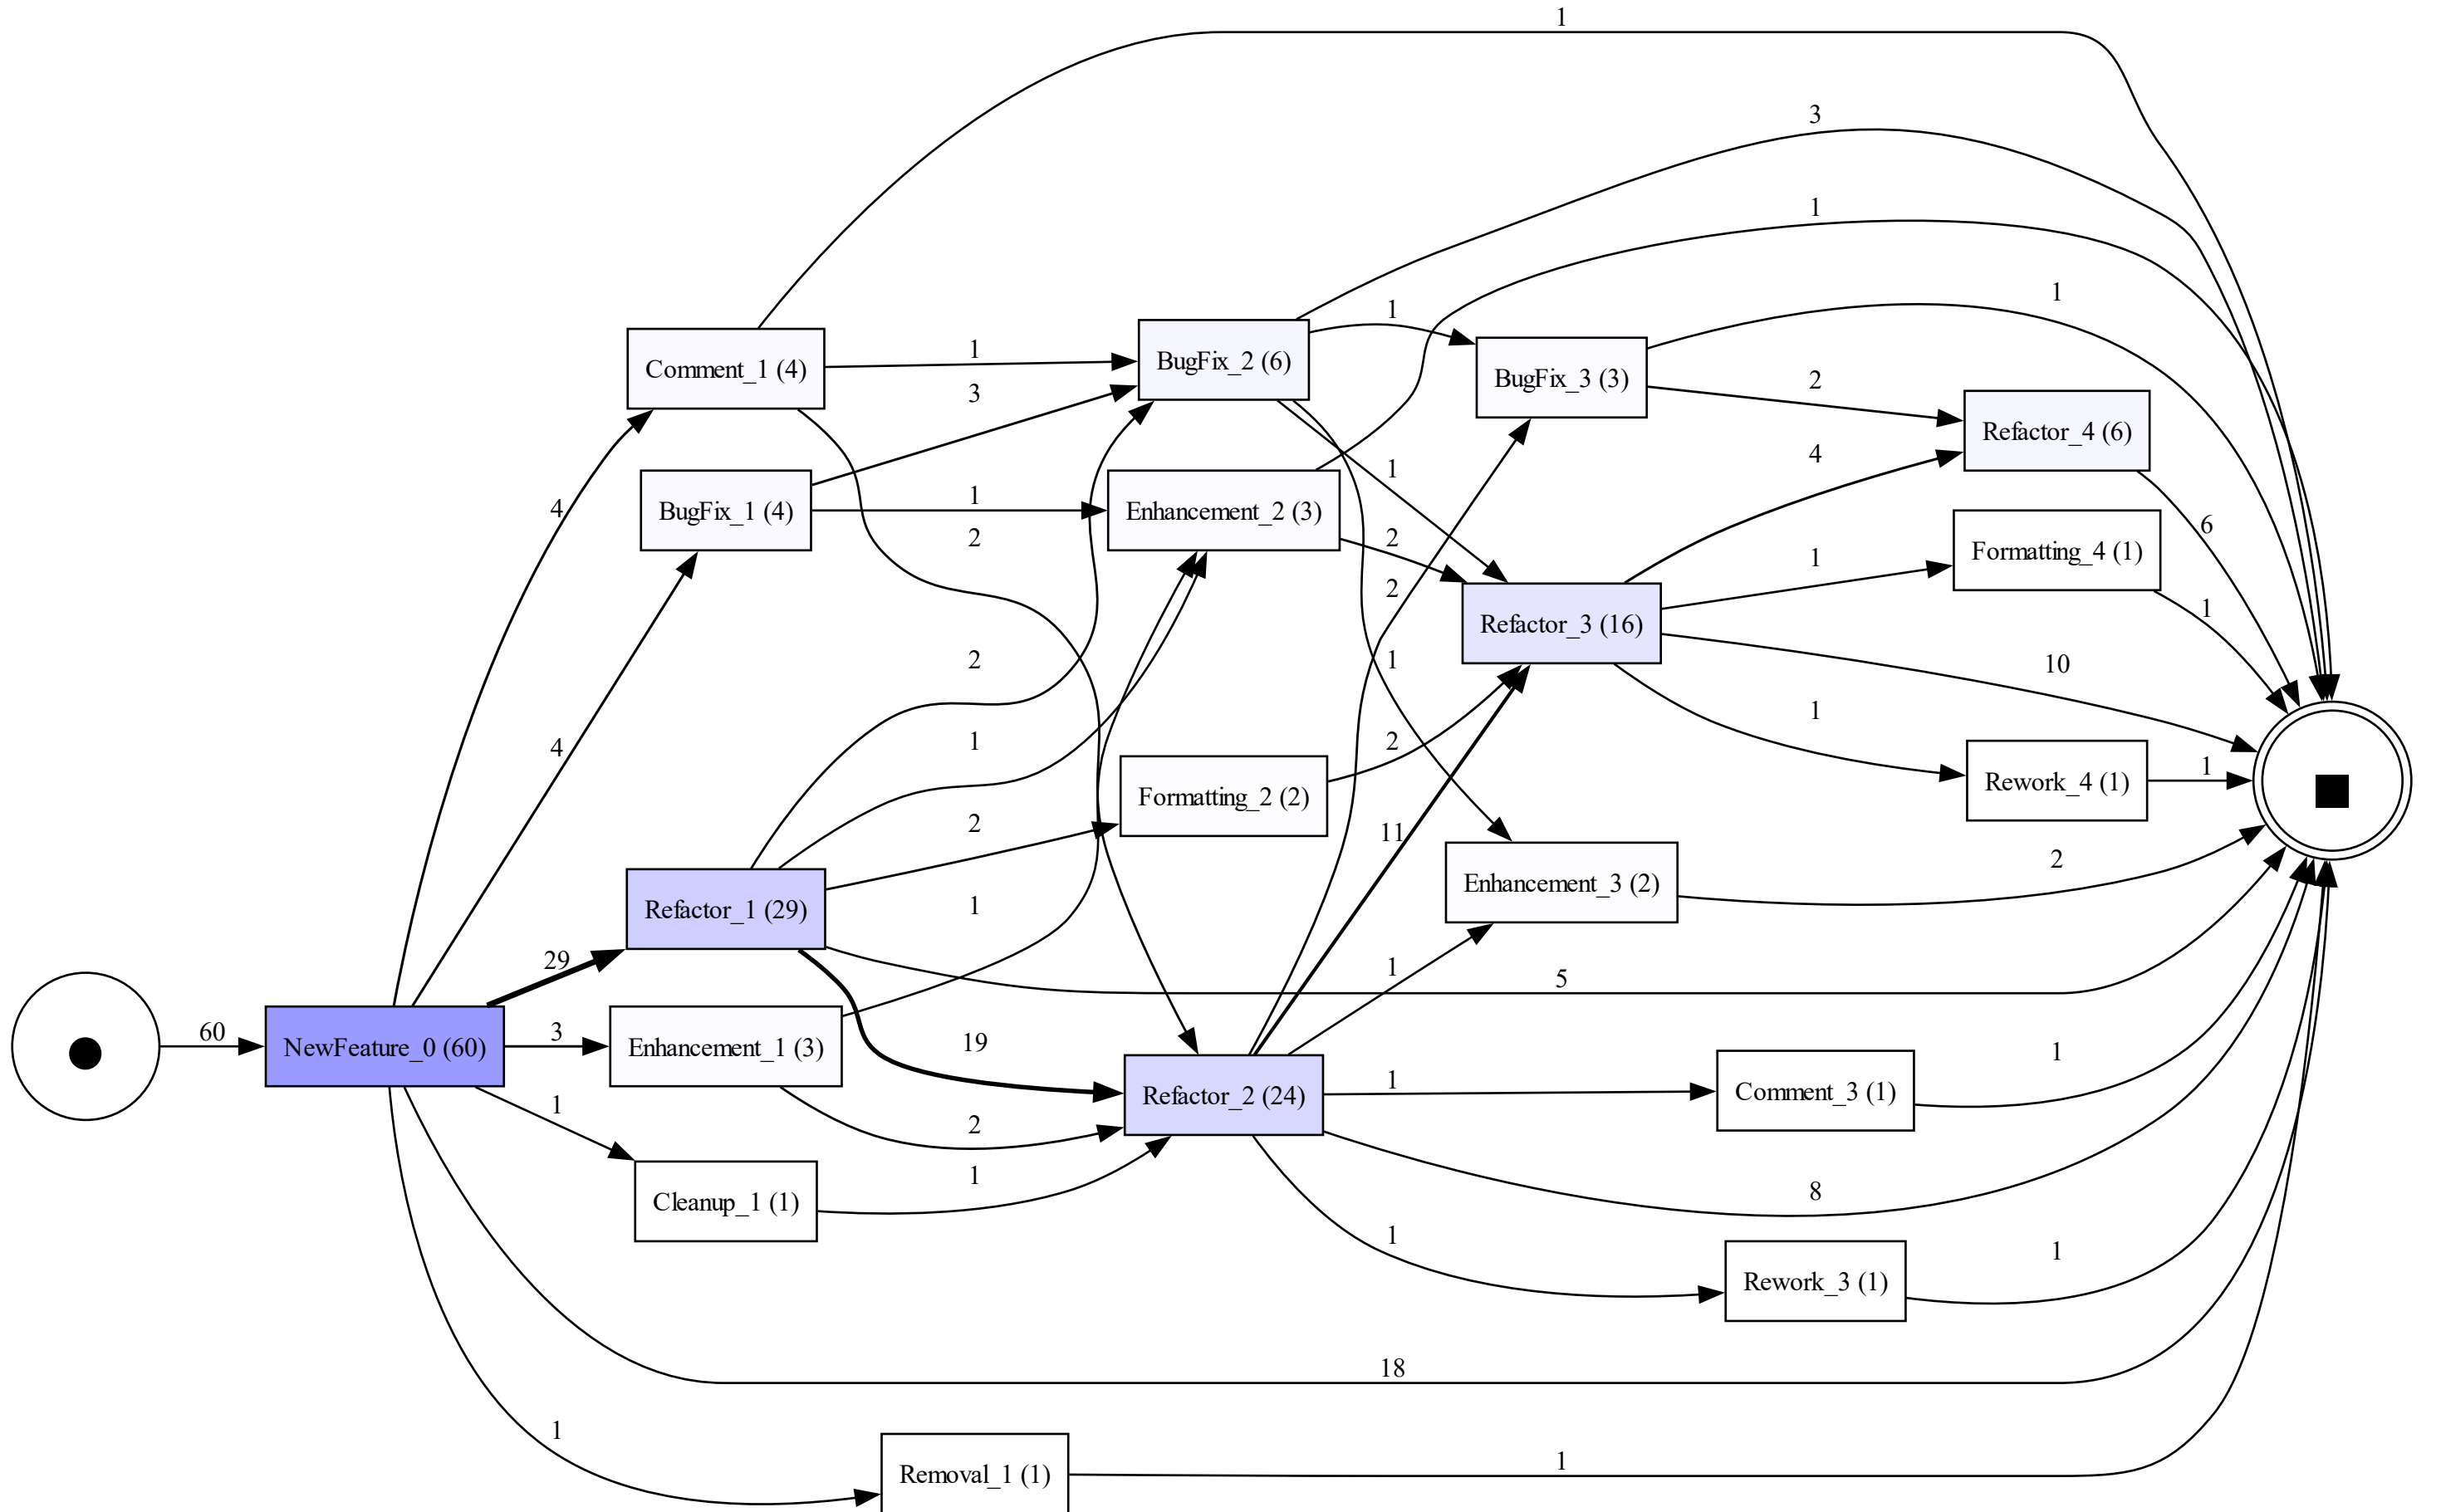 1
3
1
1
Comment_1 (4)
1
BugFix_2 (6)
1
BugFix_3 (3)
2
Refactor_4 (6)
3
4
4
BugFix_1 (4)
1
Enhancement_2 (3)
1
2
2
2
Refactor_3 (16)
1
Formatting_4 (1)
6
1
10
4
2
1
1
1
2
Formatting_2 (2)
2
Rework_4 (1)
1
Refactor_1 (29)
2
11
Enhancement_3 (2)
2
1
29
1
5
60
NewFeature_0 (60)
3
Enhancement_1 (3)
19
Refactor_2 (24)
1
Comment_3 (1)
1
1
2
Cleanup_1 (1)
1
8
1
Rework_3 (1)
1
18
1
Removal_1 (1)
1